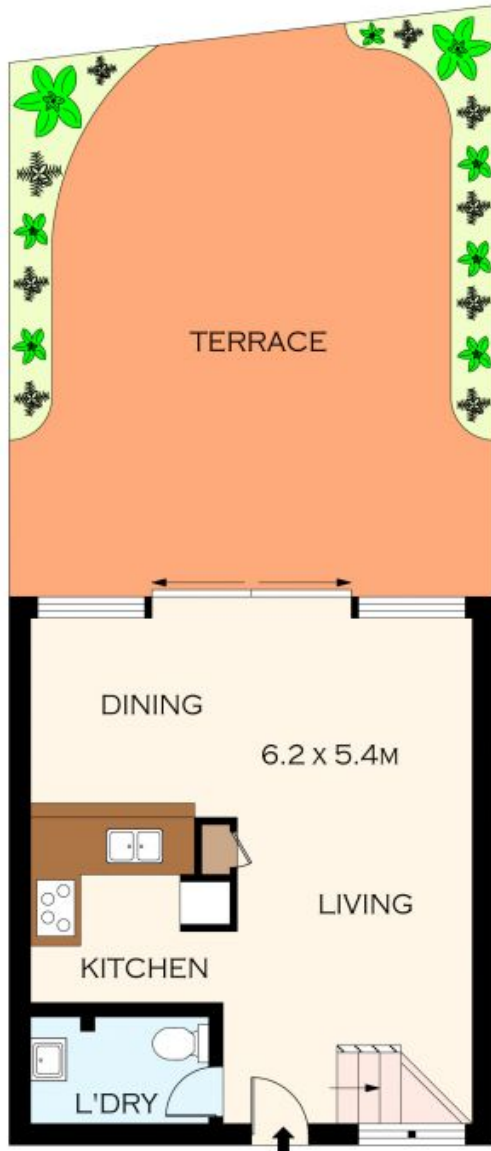 TERRACE
DINING
6.2 X 5.4M
LIVING
KITCHEN
L'DRY